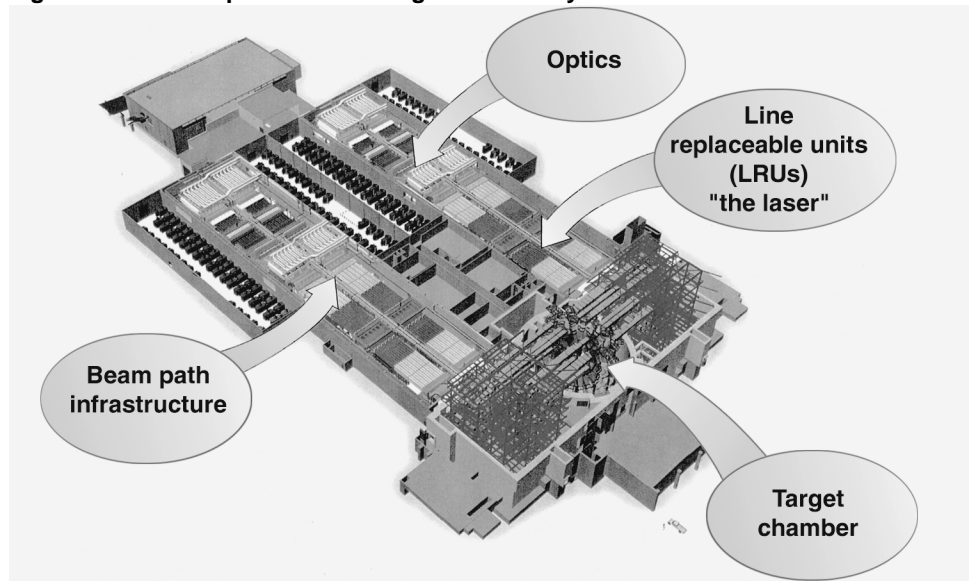 Optics
Line
replaceable units
(LRUs)
"the laser"
Beam path
infrastructure
Target
chamber